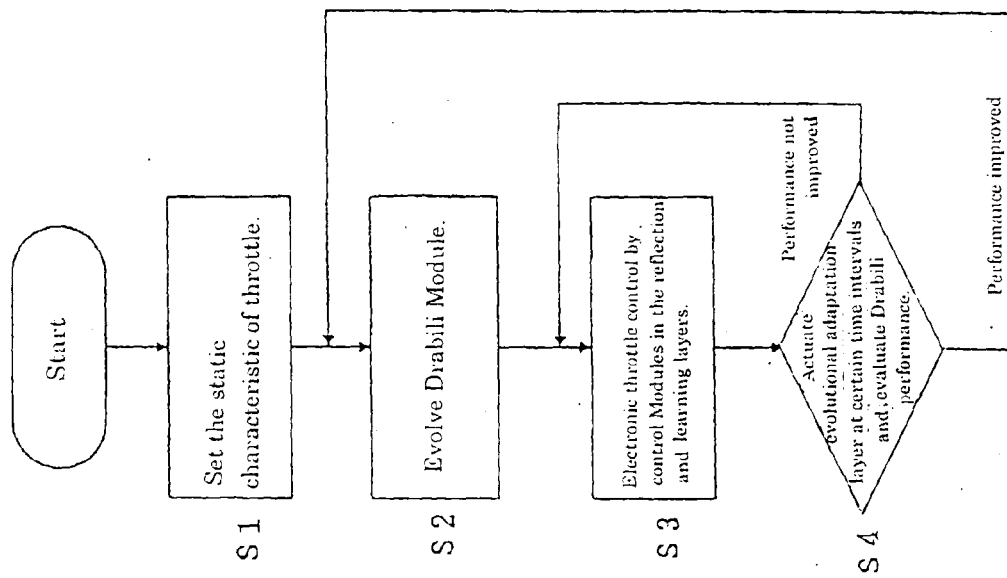 Start
S 1
Set the static
characteristic of throttle.
S 2
Evolve Drabili Module.
S 3
Electronic throttle control by
control Modules in the reflection
and learning layers.
S 4
Actuate
evolutional adaptation
layer at certain time intervals
and evaluate Drabili
performance.
Performance not
improved
Performance improved